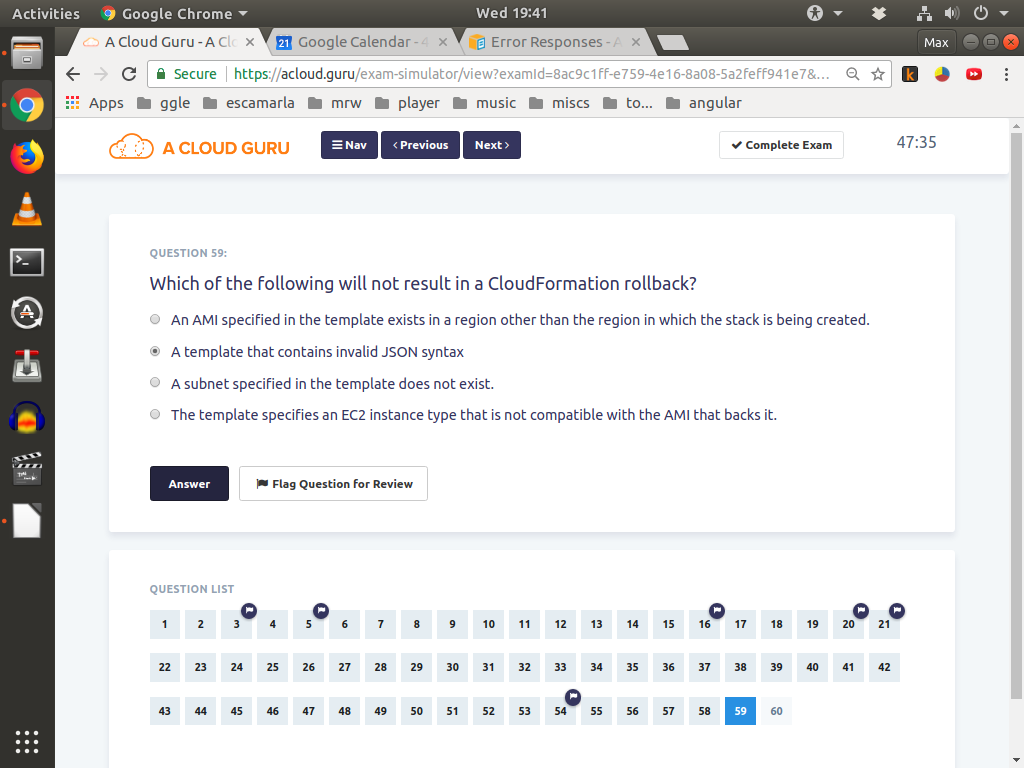 Activities Google Chrome Wed 19:41
A Cloud Guru - A Clo Google Calendar - 4 Error Responses - A Max
Secure https://acloud.guru/exam-simulator/view?examId=8ac9c1ff-e759-4e16-8a08-5a2feff941e7&...
Apps ggle escamarla mrw player music miscs to... angular
A CLOUD GURU Nav Previous Next Complete Exam 47:35
QUESTION 59:
Which of the following will not result in a CloudFormation rollback?
An AMI specified in the template exists in a region other than the region in which the stack is being created.
A template that contains invalid JSON syntax
A subnet specified in the template does not exist.
The template specifies an EC2 instance type that is not compatible with the AMI that backs it.
Answer Flag Question for Review
QUESTION LIST
1 2 3 4 5 6 7 8 9 10 11 12 13 14 15 16 17 18 19 20 21
22 23 24 25 26 27 28 29 30 31 32 33 34 35 36 37 38 39 40 41 42
43 44 45 46 47 48 49 50 51 52 53 54 55 56 57 58 59 60